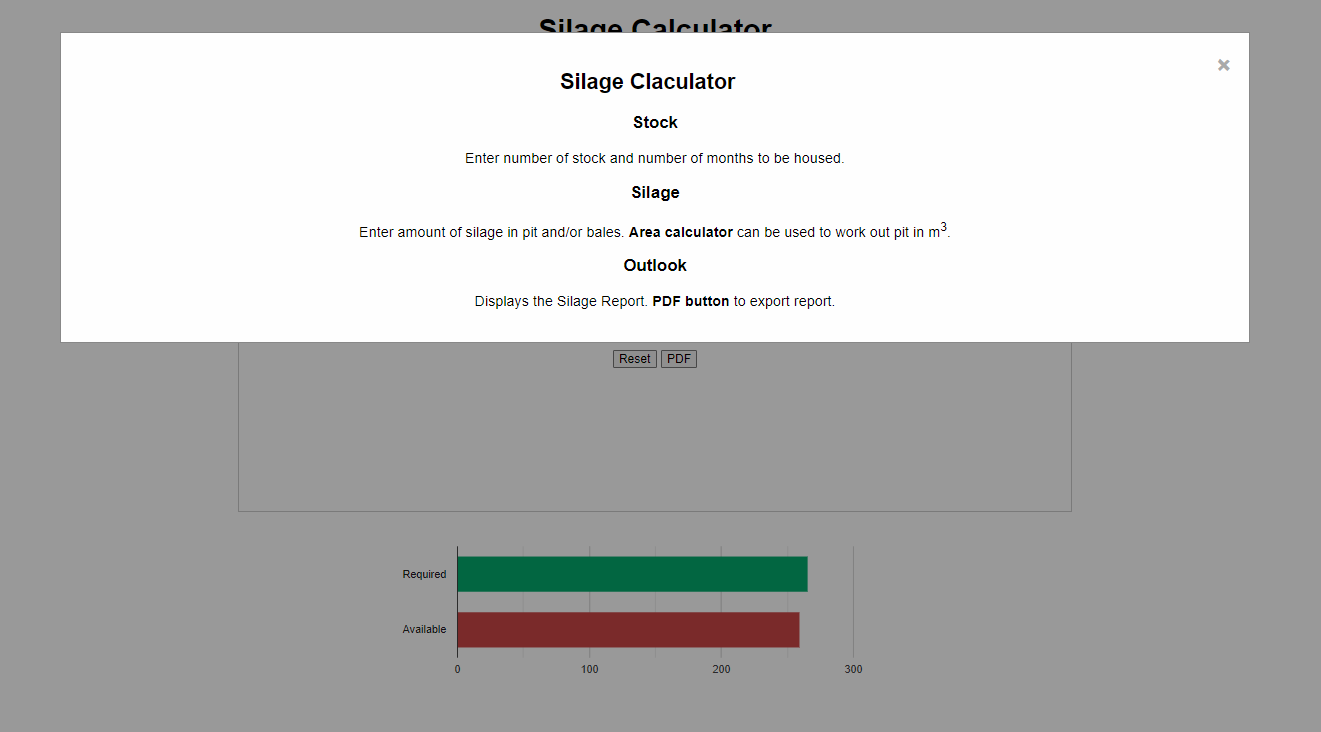 Silage Calculator
×
Silage Claculator
Stock
Enter number of stock and number of months to be housed.
Silage
Enter amount of silage in pit and/or bales. Area calculator can be used to work out pit in m³.
Outlook
Displays the Silage Report. PDF button to export report.
Reset PDF
Required
Available
0 100 200 300